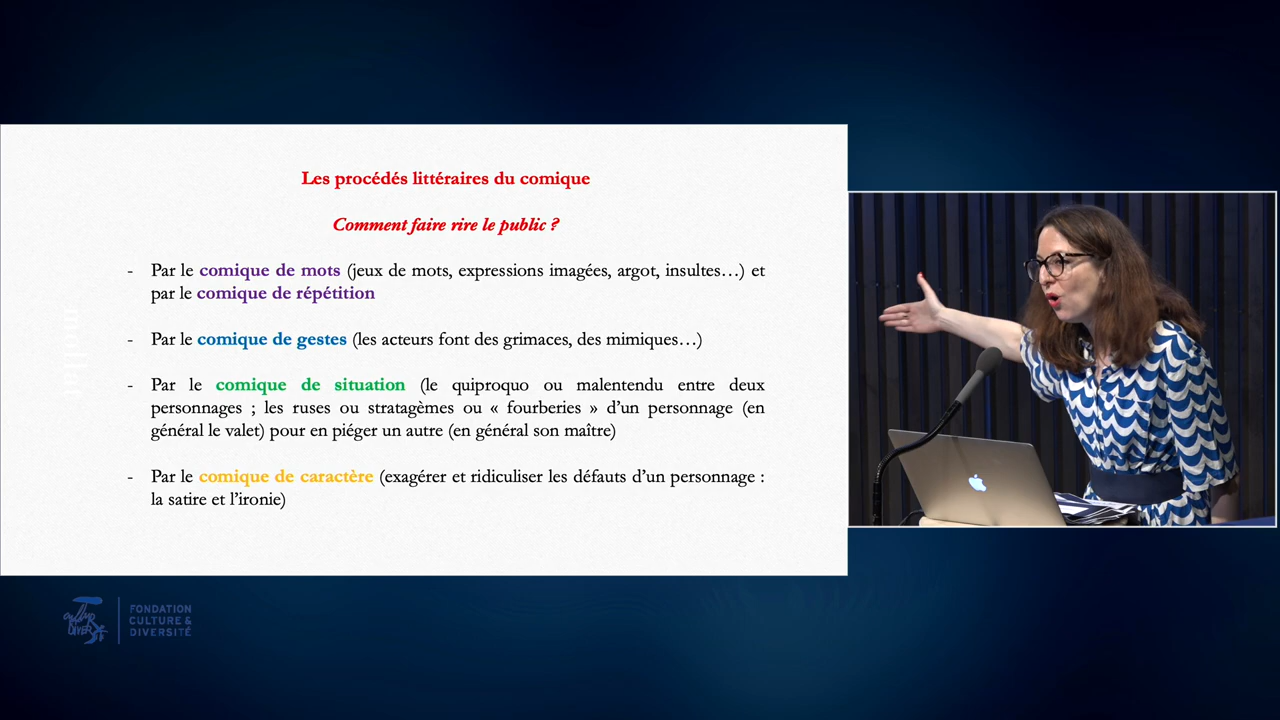 Les procédés littéraires du comique
Comment faire rire le public ?
- Par le comique de mots (jeux de mots, expressions imagées, argot, insultes…) et
par le comique de répétition
- Par le comique de gestes (les acteurs font des grimaces, des mimiques…)
- Par le comique de situation (le quiproquo ou malentendu entre deux
personnages ; les ruses ou stratagèmes ou « fourberies » d’un personnage (en
général le valet) pour en piéger un autre (en général son maître)
- Par le comique de caractère (exagérer et ridiculiser les défauts d’un personnage :
la satire et l’ironie)
mollat
FONDATION
CULTURE &
DIVERSITÉ